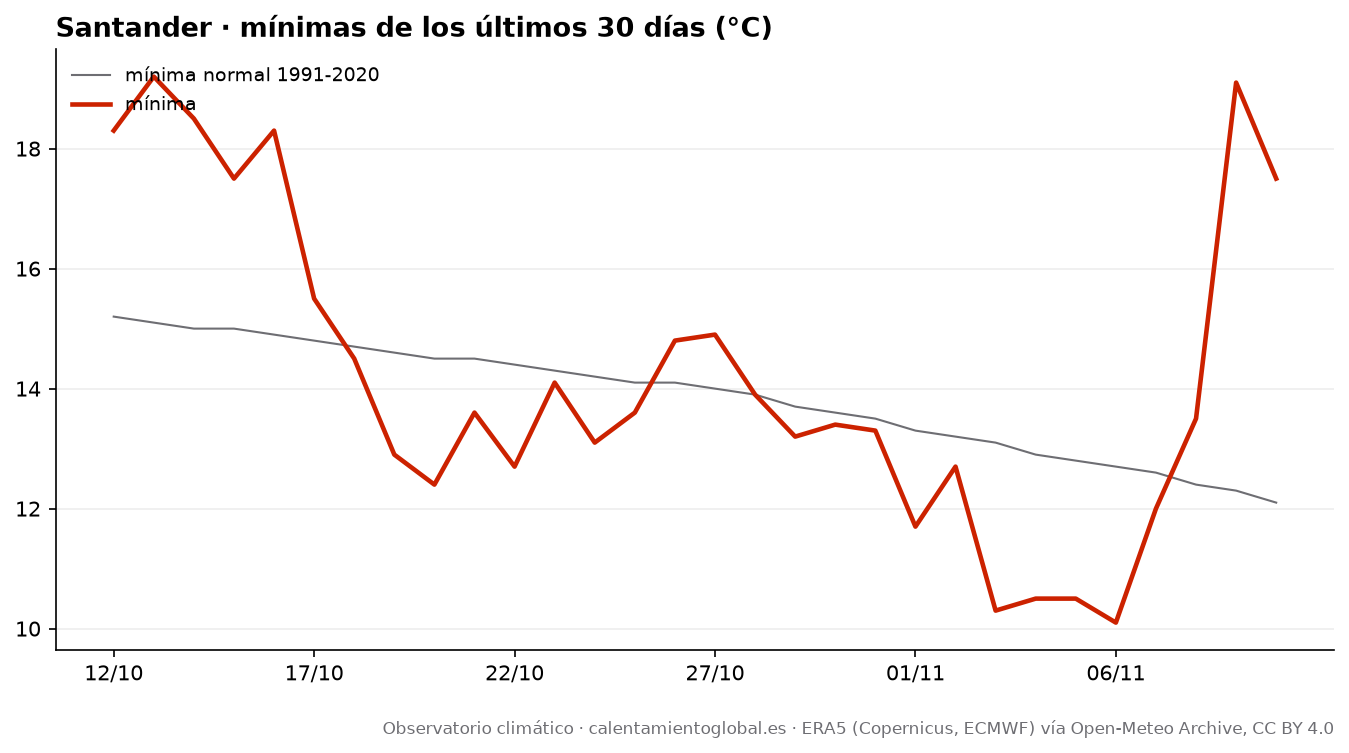 Santander · mínimas de los últimos 30 días (°C)
mínima normal 1991-2020
mínima
18
16
14
12
10
12/10
17/10
22/10
27/10
01/11
06/11
Observatorio climático · calentamientoglobal.es · ERA5 (Copernicus, ECMWF) vía Open-Meteo Archive, CC BY 4.0